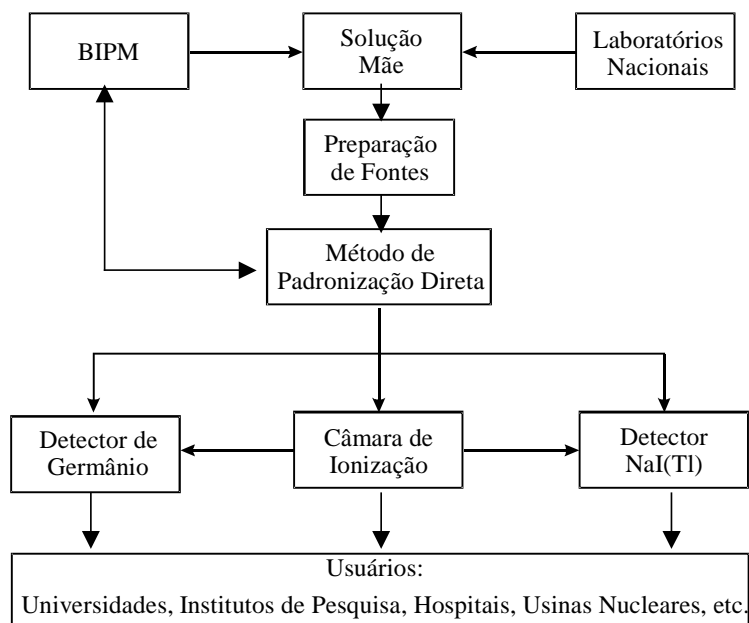 BIPM
Solução
Mãe
Laboratórios
Nacionais
Preparação
de Fontes
Método de
Padronização Direta
Detector de
Germânio
Câmara de
Ionização
Detector
NaI(Tl)
Usuários:
Universidades, Institutos de Pesquisa, Hospitais, Usinas Nucleares, etc.